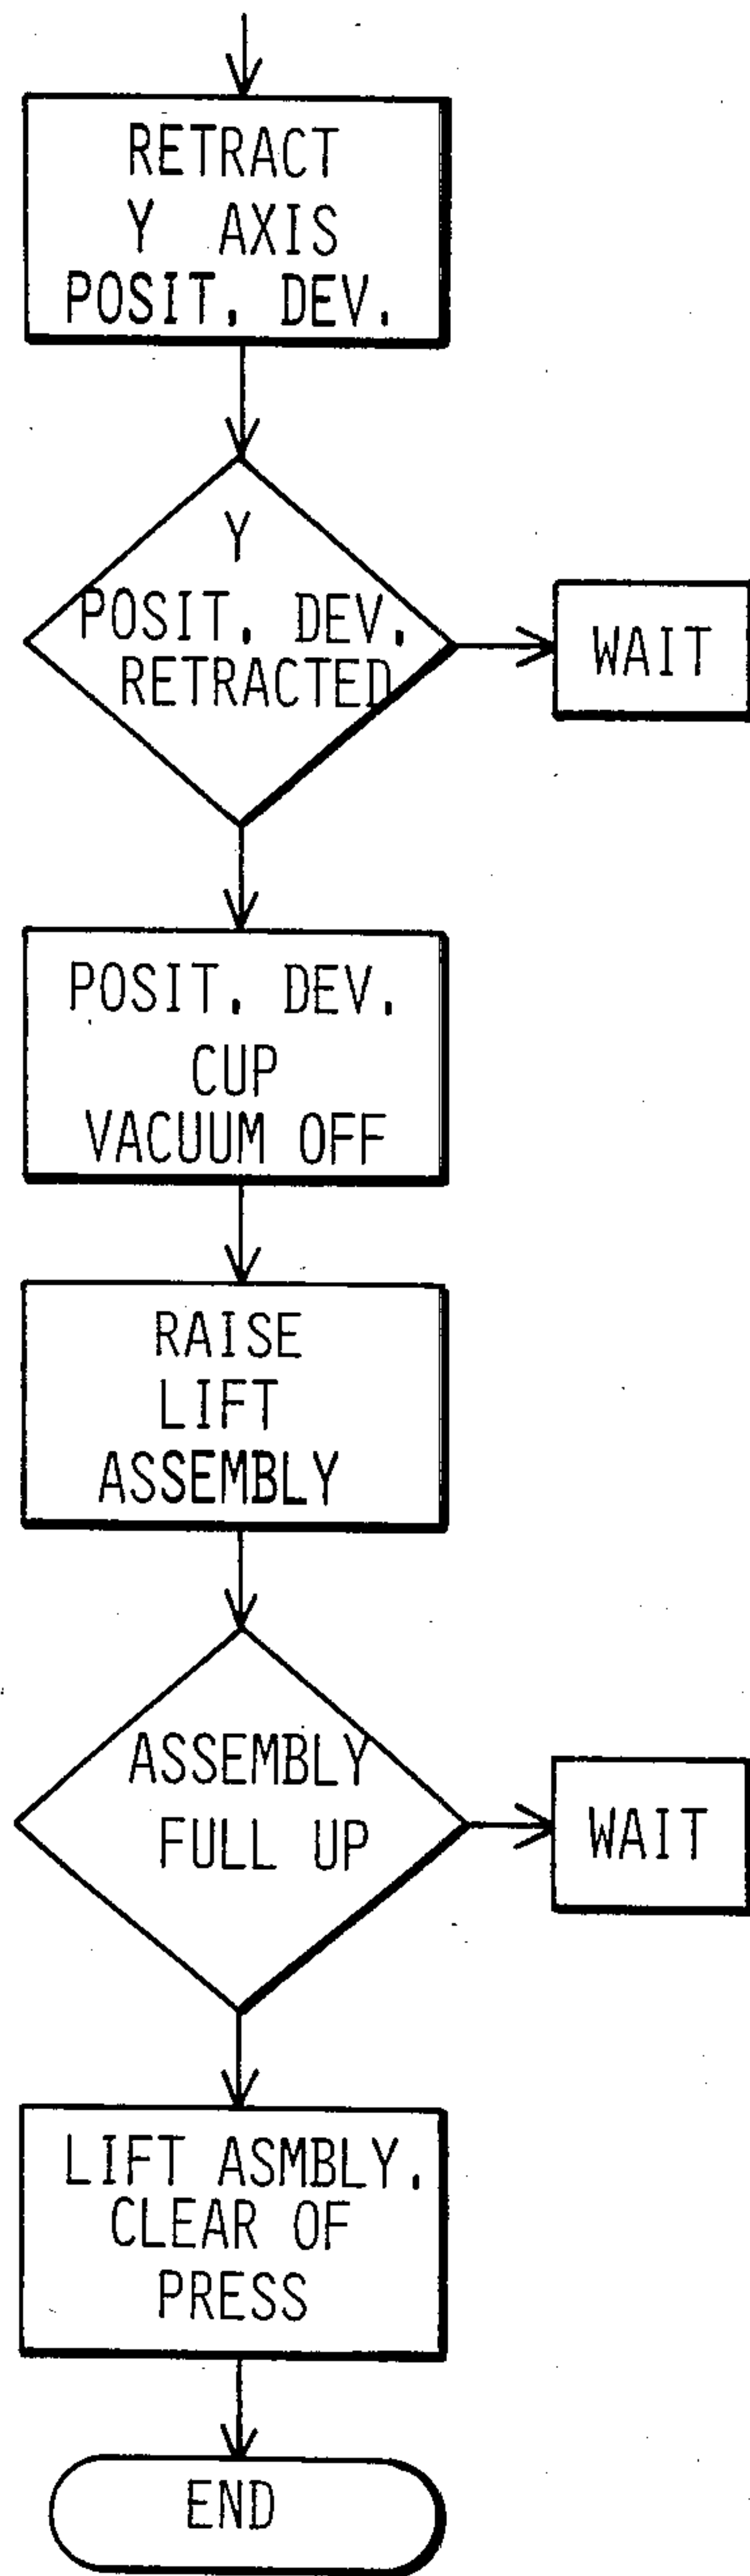 RETRACT
Y AXIS
POSIT. DEV.
Y
POSIT. DEV.
RETRACTED
WAIT
POSIT. DEV.
CUP
VACUUM OFF
RAISE
LIFT
ASSEMBLY
ASSEMBLY
FULL UP
WAIT
LIFT ASMBLY.
CLEAR OF
PRESS
END